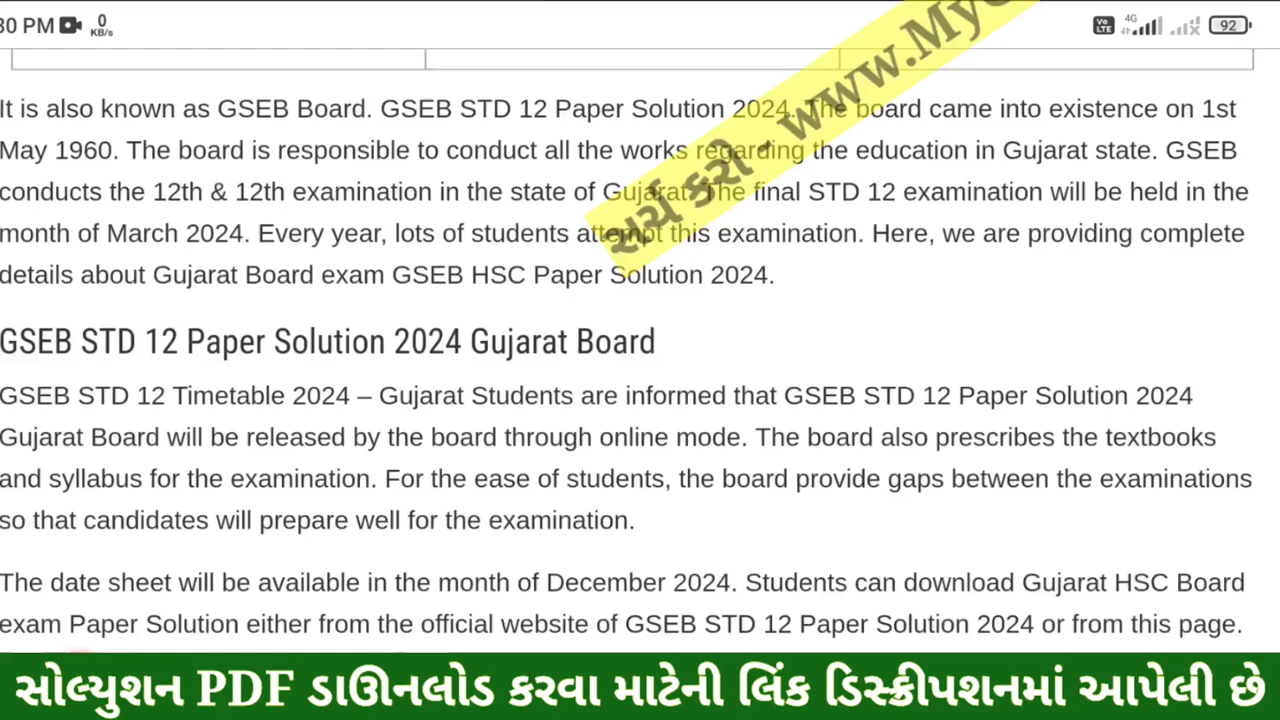 30 PM 0 KB/s Vo LTE 4G 92
It is also known as GSEB Board. GSEB STD 12 Paper Solution 2024. The board came into existence on 1st
May 1960. The board is responsible to conduct all the works regarding the education in Gujarat state. GSEB
conducts the 12th & 12th examination in the state of Gujarat. The final STD 12 examination will be held in the
month of March 2024. Every year, lots of students attempt this examination. Here, we are providing complete
details about Gujarat Board exam GSEB HSC Paper Solution 2024.
સર્ચ કરો - www.My
GSEB STD 12 Paper Solution 2024 Gujarat Board
GSEB STD 12 Timetable 2024 – Gujarat Students are informed that GSEB STD 12 Paper Solution 2024
Gujarat Board will be released by the board through online mode. The board also prescribes the textbooks
and syllabus for the examination. For the ease of students, the board provide gaps between the examinations
so that candidates will prepare well for the examination.
The date sheet will be available in the month of December 2024. Students can download Gujarat HSC Board
exam Paper Solution either from the official website of GSEB STD 12 Paper Solution 2024 or from this page.
સોલ્યુશન PDF ડાઊનલોડ કરવા માટેની લિંક ડિસ્ક્રીપશનમાં આપેલી છે